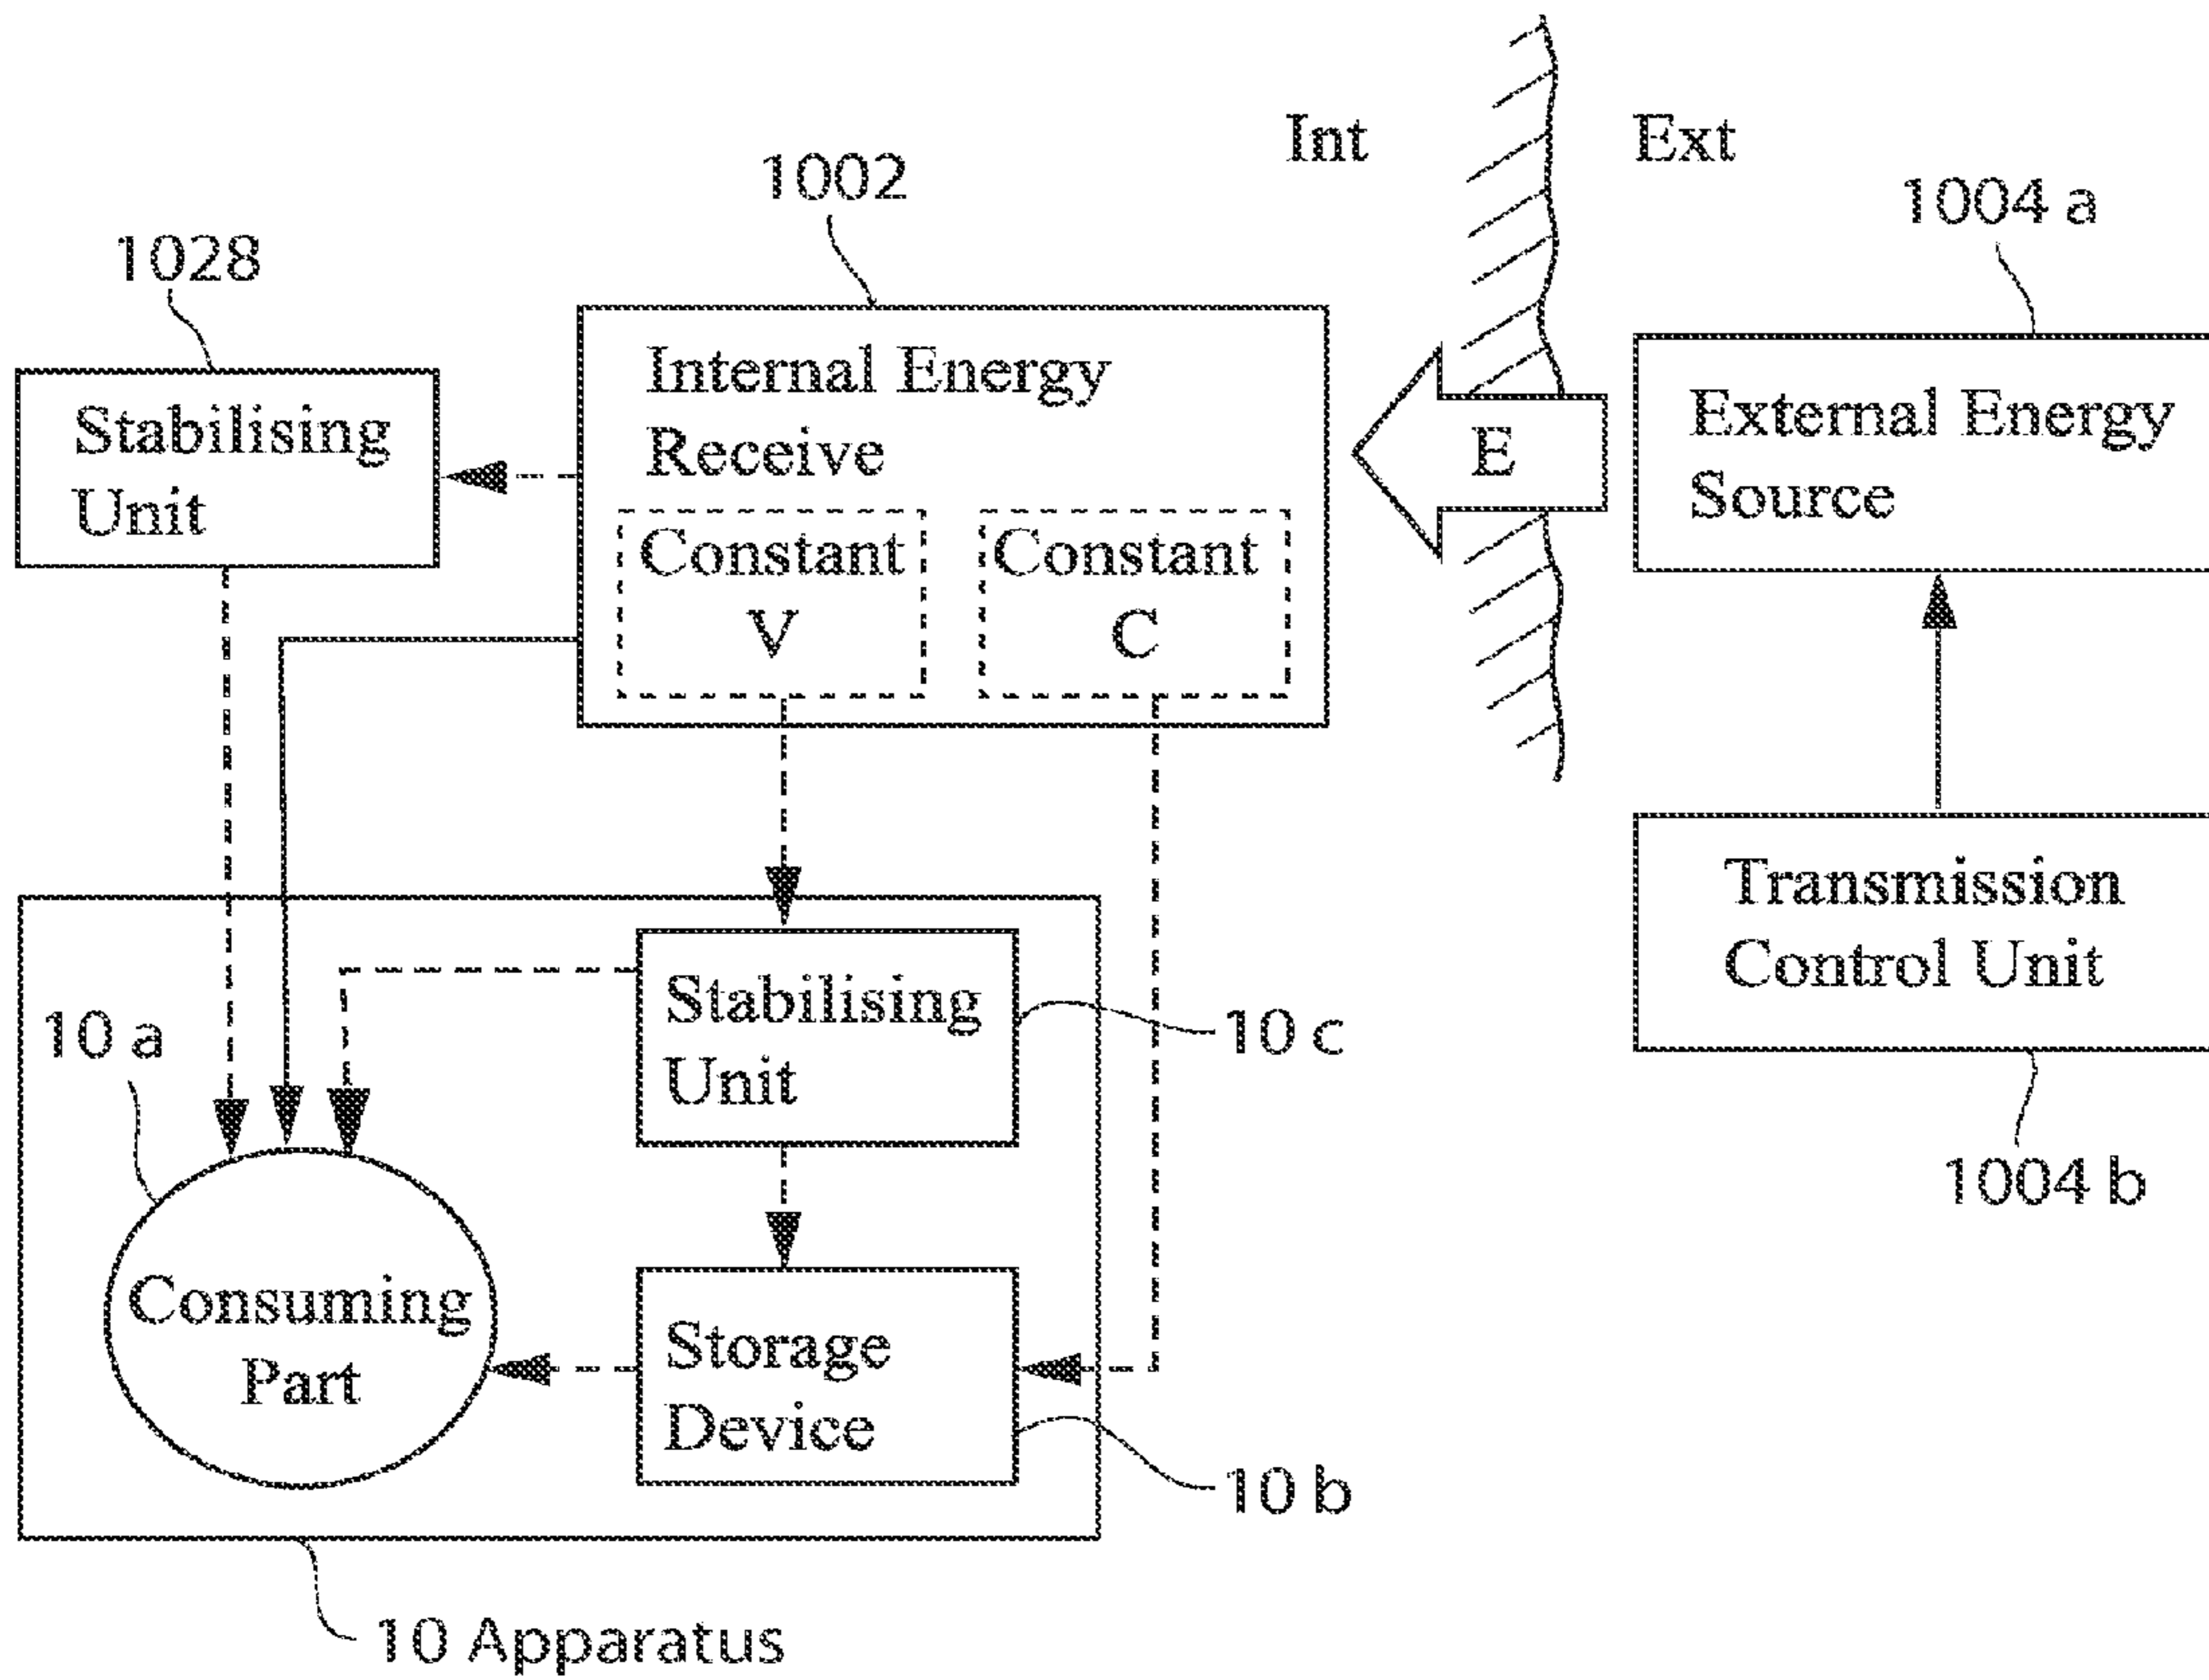 Int
Ext
1002
1004 a
1028
Internal Energy
Receive
External Energy
Source
Stabilising
Unit
E
Constant
V
Constant
C
Transmission
Control Unit
Stabilising
Unit
10 a
10 c
1004 b
Consuming
Part
Storage
Device
10 b
10 Apparatus